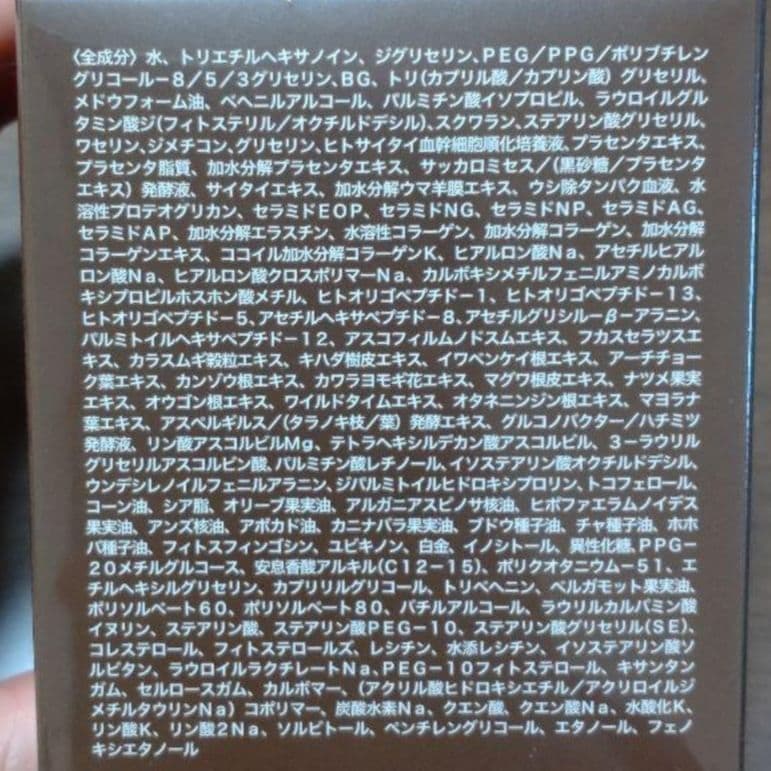 〈全成分〉水、トリエチルヘキサノイン、ジグリセリン、PEG／PPG／ポリブチレン
グリコール－8／5／3グリセリン、BG、トリ(カプリル酸／カプリン酸)グリセリル、
メドウフォーム油、ベヘニルアルコール、パルミチン酸イソプロピル、ラウロイルグル
タミン酸ジ(フィトステリル／オクチルドデシル)、スクワラン、ステアリン酸グリセリル、
ワセリン、ジメチコン、グリセリン、ヒトサイタイ血幹細胞順化培養液、プラセンタエキス、
プラセンタ脂質、加水分解プラセンタエキス、サッカロミセス／(黒砂糖／プラセンタ
エキス)発酵液、サイタイエキス、加水分解ウマ羊膜エキス、ウシ除タンパク血液、水
溶性プロテオグリカン、セラミドEOP、セラミドNG、セラミドNP、セラミドAG、
セラミドAP、加水分解エラスチン、水溶性コラーゲン、加水分解コラーゲン、加水分解
コラーゲンエキス、ココイル加水分解コラーゲンK、ヒアルロン酸Na、アセチルヒアル
ロン酸Na、ヒアルロン酸クロスポリマーNa、カルボキシメチルフェニルアミノカルボ
キシプロピルホスホン酸メチル、ヒトオリゴペプチド－1、ヒトオリゴペプチド－13、
ヒトオリゴペプチド－5、アセチルヘキサペプチド－8、アセチルグリシル－β－アラニン、
パルミトイルヘキサペプチド－12、アスコフィルムノドスムエキス、フカスセラツスエ
キス、カラスムギ穀粒エキス、キハダ樹皮エキス、イワベンケイ根エキス、アーチチョー
ク葉エキス、カンゾウ根エキス、カワラヨモギ花エキス、マグワ根皮エキス、ナツメ果実
エキス、オウゴン根エキス、ワイルドタイムエキス、オタネニンジン根エキス、マヨラナ
葉エキス、アスペルギルス／(タラノキ枝／葉)発酵エキス、グルコノバクター／ハチミツ
発酵液、リン酸アスコルビルMg、テトラヘキシルデカン酸アスコルビル、3－ラウリル
グリセリルアスコルビン酸、パルミチン酸レチノール、イソステアリン酸オクチルドデシル、
ウンデシレノイルフェニルアラニン、ジパルミトイルヒドロキシプロリン、トコフェロール、
コーン油、シア脂、オリーブ果実油、アルガニアスピノサ核油、ヒポファエラムノイデス
果実油、アンズ核油、アボカド油、カニナバラ果実油、ブドウ種子油、チャ種子油、ホホ
バ種子油、フィトスフィンゴシン、ユビキノン、白金、イノシトール、異性化糖、PPG－
20メチルグルコース、安息香酸アルキル(C12－15)、ポリクオタニウム－51、エ
チルヘキシルグリセリン、カプリリルグリコール、トリベヘニン、ベルガモット果実油、
ポリソルベート60、ポリソルベート80、バチルアルコール、ラウリルカルバミン酸
イヌリン、ステアリン酸、ステアリン酸PEG－10、ステアリン酸グリセリル(SE)、
コレステロール、フィトステロールズ、レシチン、水添レシチン、イソステアリン酸ソ
ルビタン、ラウロイルラクチレートNa、PEG－10フィトステロール、キサンタン
ガム、セルロースガム、カルボマー、(アクリル酸ヒドロキシエチル／アクリロイルジ
メチルタウリンNa)コポリマー、炭酸水素Na、クエン酸、クエン酸Na、水酸化K、
リン酸K、リン酸2Na、ソルビトール、ペンチレングリコール、エタノール、フェノ
キシエタノール